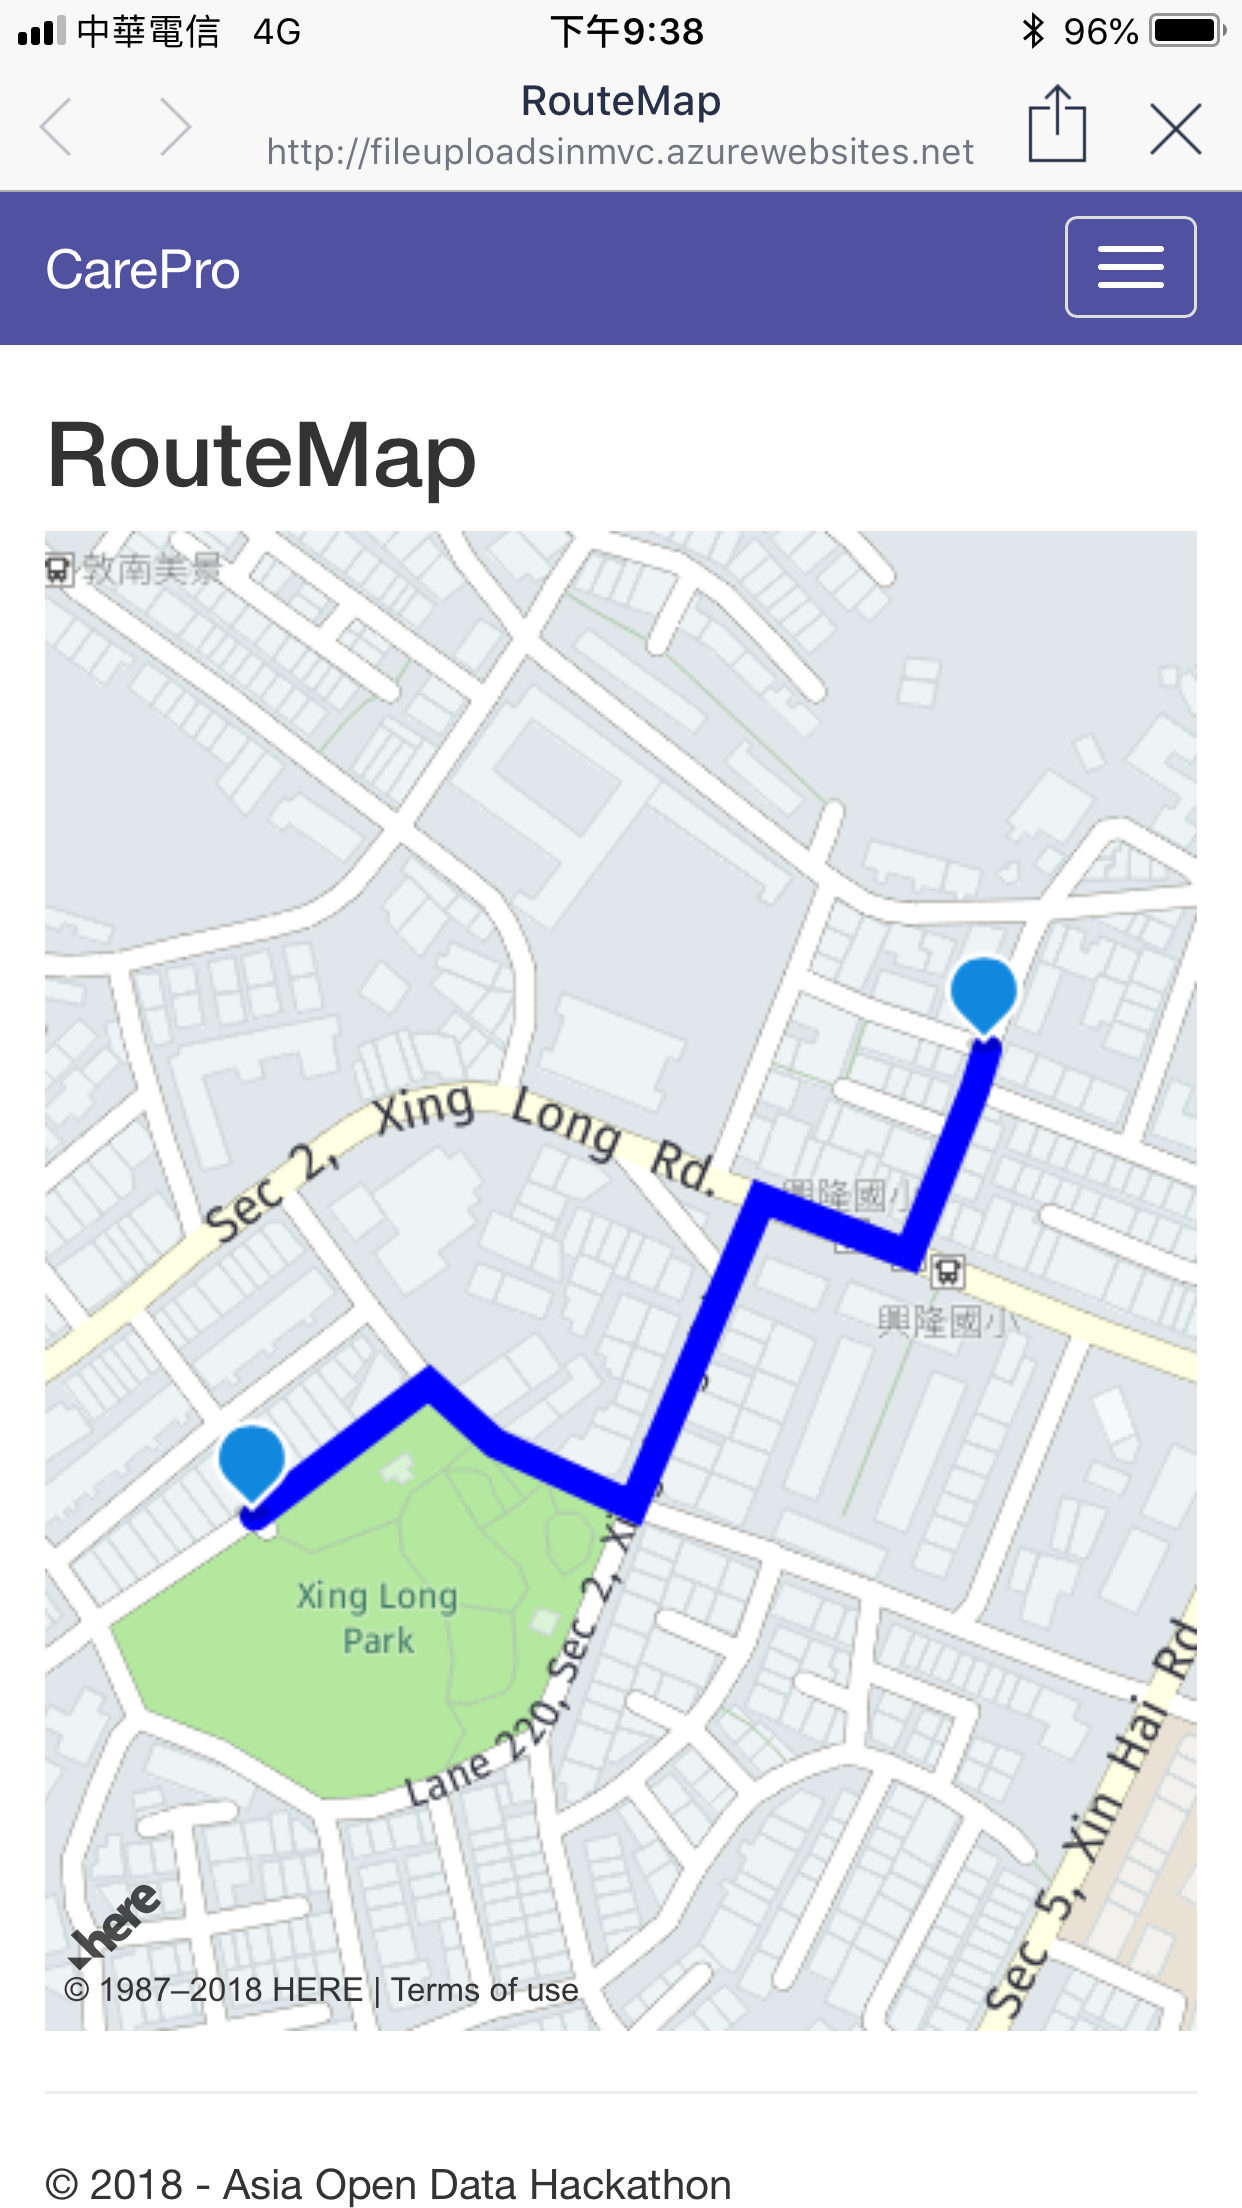 中華電信 4G 下午9:38 96%
RouteMap
http://fileuploadsinmvc.azurewebsites.net
CarePro
RouteMap
敦南美景
Sec 2, Xing Long Rd.
興隆國小
興隆國小
Xing Long
Park
Lane 220, Sec 2,
Sec 5, Xin Hai Rd
here
© 1987–2018 HERE | Terms of use
© 2018 - Asia Open Data Hackathon